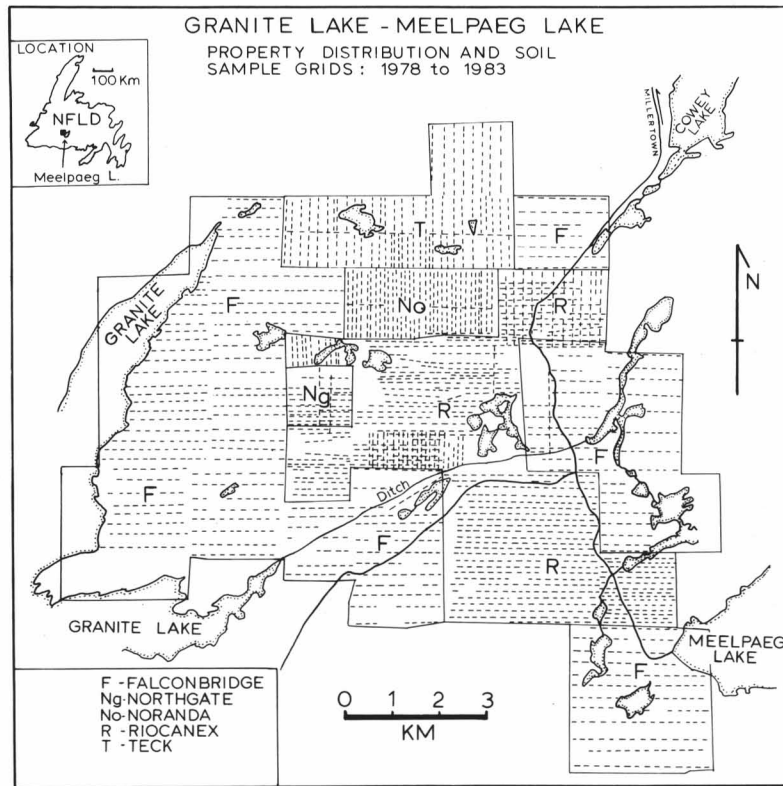 GRANITE LAKE - MEELPAEG LAKE
PROPERTY DISTRIBUTION AND SOIL
SAMPLE GRIDS: 1978 to 1983
LOCATION
100 Km
NFLD
Meelpaeg L.
MILLERTOWN
COWEY
LAKE
N
GRANITE
LAKE
T
F
F
No
R
Ng
R
F
F
Ditch
F
R
GRANITE LAKE
MEELPAEG
LAKE
F
F -FALCONBRIDGE
Ng-NORTHGATE
No-NORANDA
R -RIOCANEX
T -TECK
0 1 2 3
KM